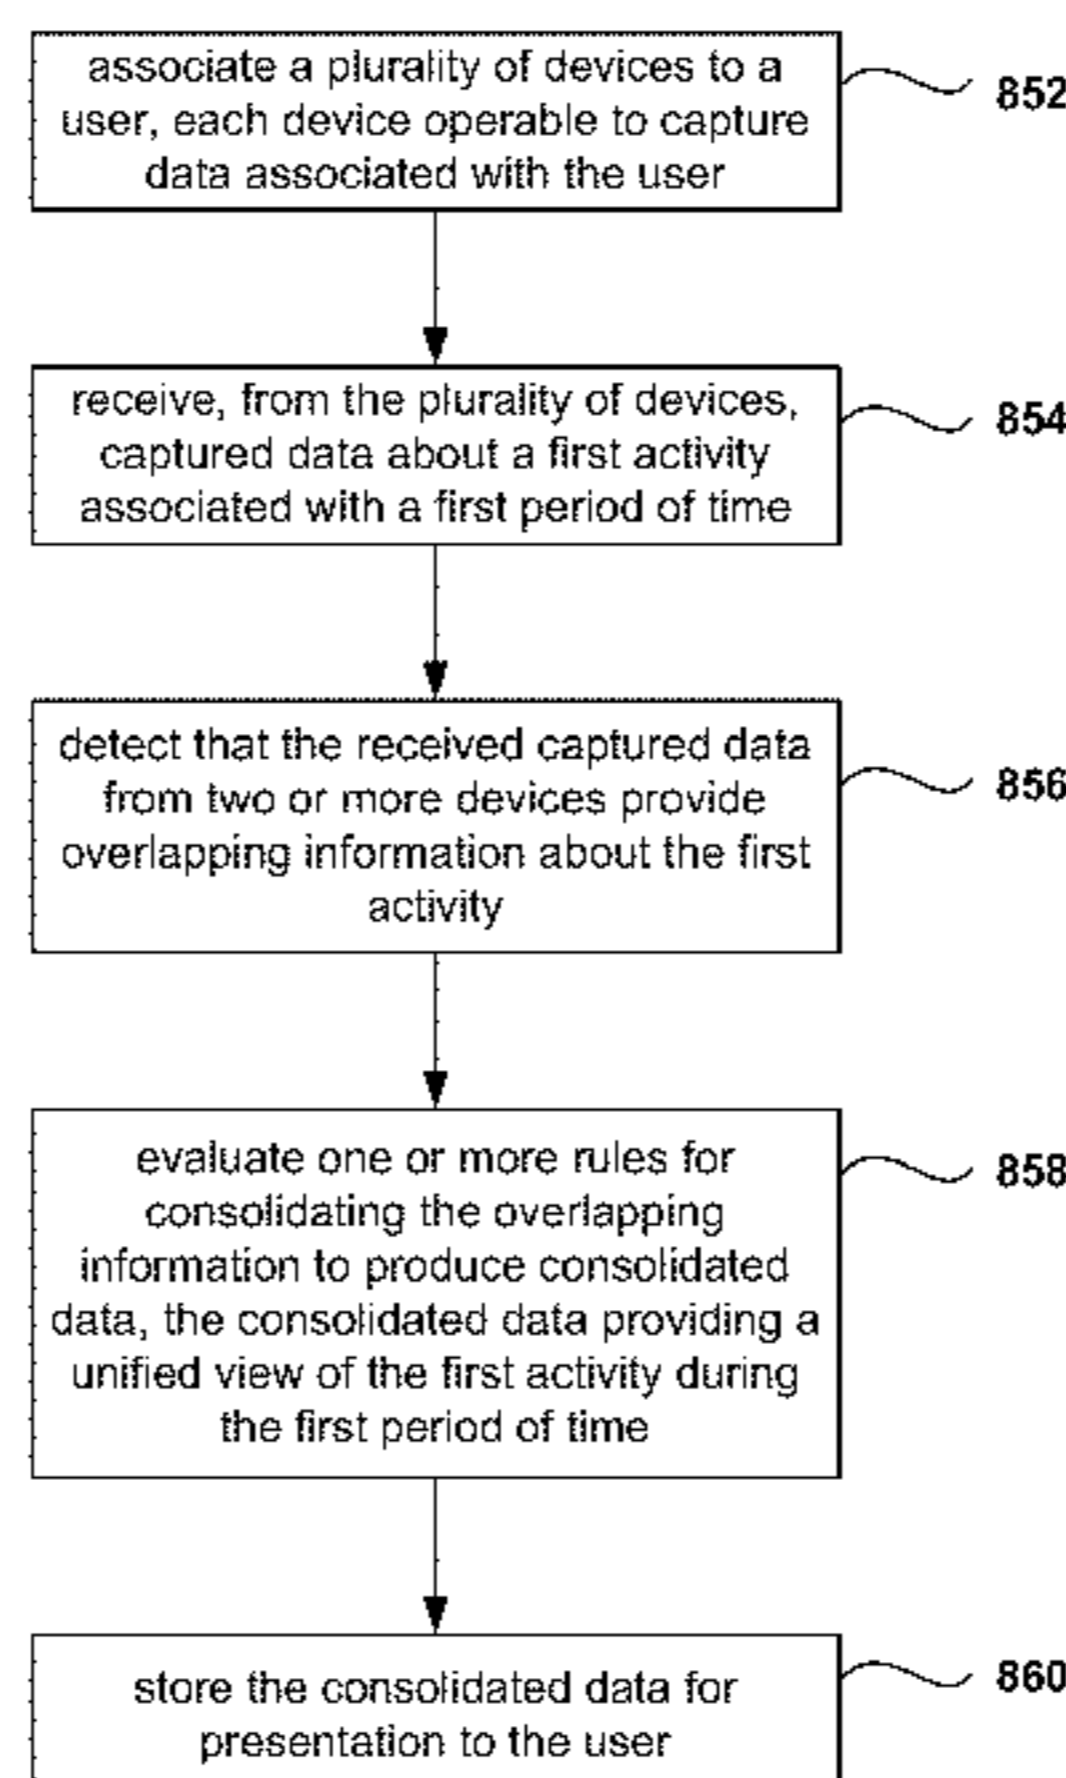 associate a plurality of devices to a
user, each device operable to capture
data associated with the user
852
receive, from the plurality of devices,
captured data about a first activity
associated with a first period of time
854
detect that the received captured data
from two or more devices provide
overlapping information about the first
activity
856
evaluate one or more rules for
consolidating the overlapping
information to produce consolidated
data, the consolidated data providing a
unified view of the first activity during
the first period of time
858
store the consolidated data for
presentation to the user
860